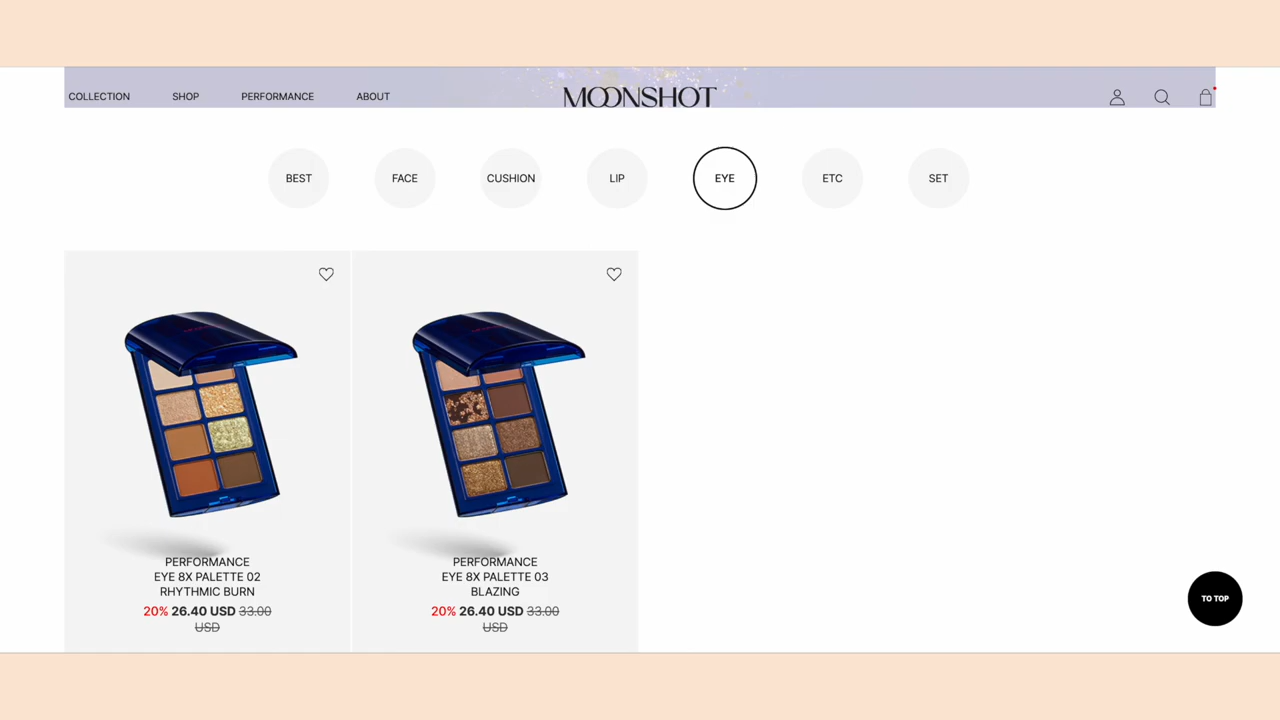 COLLECTION SHOP PERFORMANCE ABOUT MOONSHOT
BEST FACE CUSHION LIP EYE ETC SET
PERFORMANCE
EYE 8X PALETTE 02
RHYTHMIC BURN
20% 26.40 USD 33.00
USD
PERFORMANCE
EYE 8X PALETTE 03
BLAZING
20% 26.40 USD 33.00
USD
TO TOP